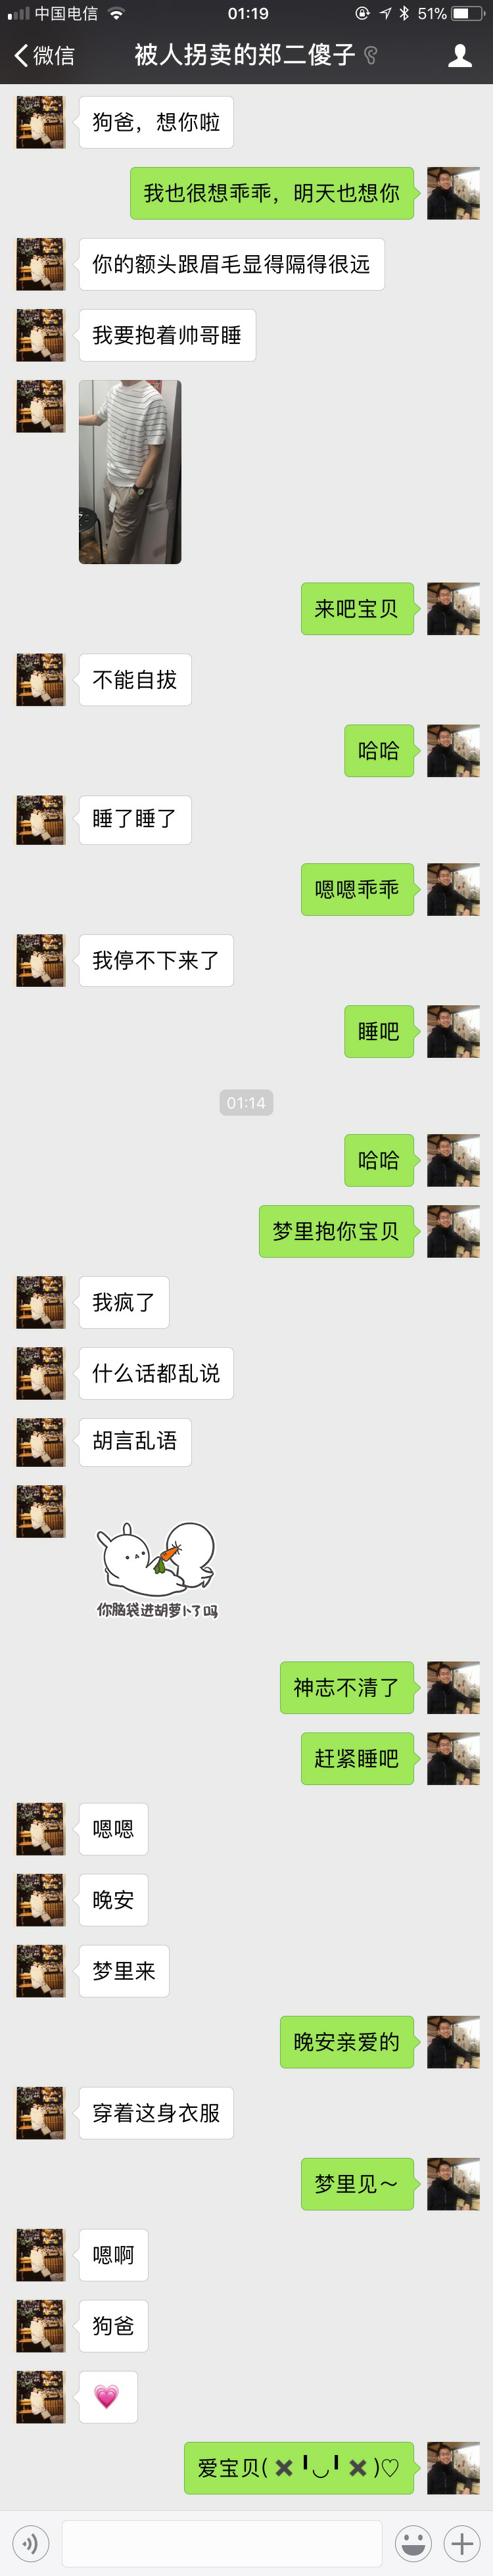 中国电信 01:19 51%
微信 被人拐卖的郑二傻子
狗爸，想你啦
我也很想乖乖，明天也想你
你的额头跟眉毛显得隔得很远
我要抱着帅哥睡
来吧宝贝
不能自拔
哈哈
睡了睡了
嗯嗯乖乖
我停不下来了
睡吧
01:14
哈哈
梦里抱你宝贝
我疯了
什么话都乱说
胡言乱语
你脑袋进胡萝卜了吗
神志不清了
赶紧睡吧
嗯嗯
晚安
梦里来
晚安亲爱的
穿着这身衣服
梦里见～
嗯啊
狗爸
💗
爱宝贝( ✖ ╹◡╹ ✖ )♡